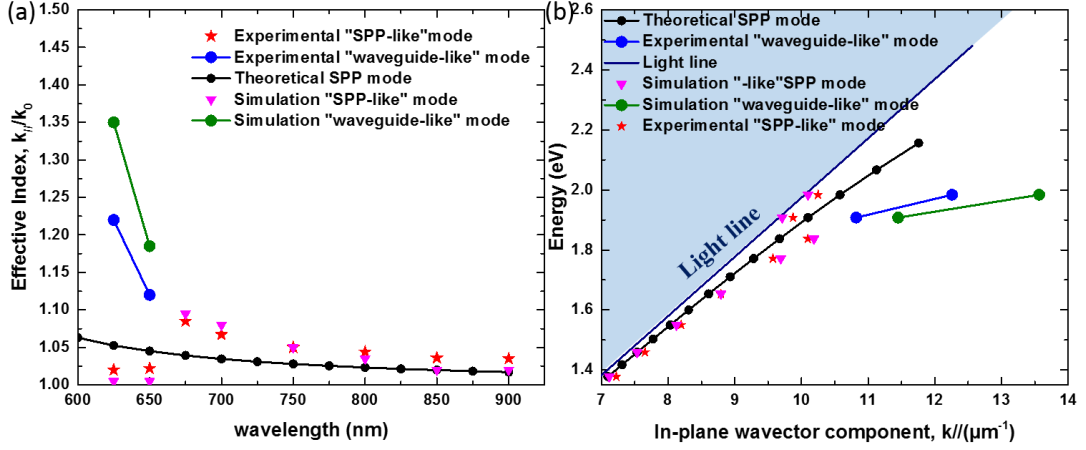 (a)
Effective Index, k//​/k0
1.50
1.45
1.40
1.35
1.30
1.25
1.20
1.15
1.10
1.05
1.00
Experimental "SPP-like"mode
Experimental "waveguide-like" mode
Theoretical SPP mode
Simulation "SPP-like" mode
Simulation "waveguide-like" mode
600 650 700 750 800 850 900
wavelength (nm)
(b)
Energy (eV)
2.6
2.4
2.2
2.0
1.8
1.6
1.4
Theoretical SPP mode
Experimental "waveguide-like" mode
Light line
Simulation "-like"SPP mode
Simulation "waveguide-like" mode
Experimental "SPP-like" mode
Light line
7 8 9 10 11 12 13 14
In-plane wavector component, k//(μm-1)